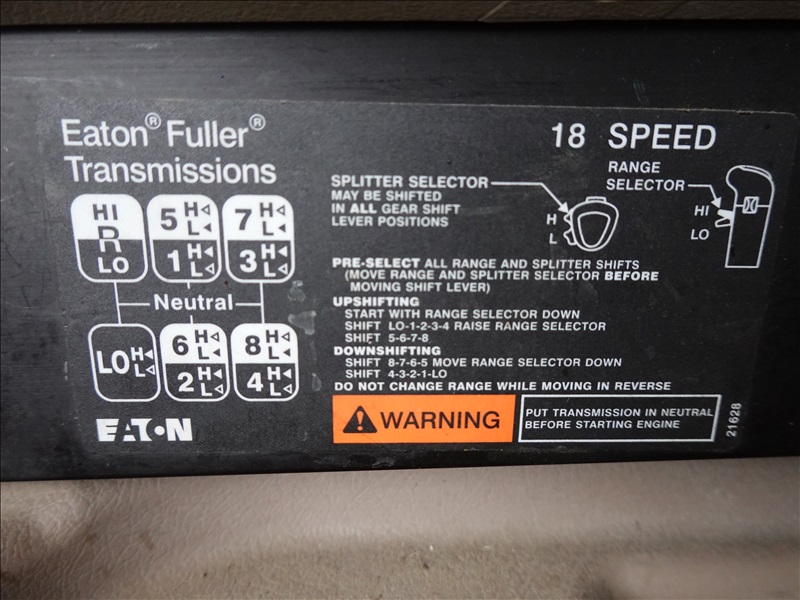 Eaton® Fuller®
Transmissions
18 SPEED
HI
R
LO
5 H◁
L◀
1 H◀
L◁
7 H◁
L◀
3 H◀
L◁
Neutral
LO H◀
L◁
6 H◁
L◀
2 H◀
L◁
8 H◁
L◀
4 H◀
L◁
EATON
SPLITTER SELECTOR
MAY BE SHIFTED
IN ALL GEAR SHIFT
LEVER POSITIONS
H
L
RANGE
SELECTOR
HI
LO
PRE-SELECT ALL RANGE AND SPLITTER SHIFTS
(MOVE RANGE AND SPLITTER SELECTOR BEFORE
MOVING SHIFT LEVER)
UPSHIFTING
START WITH RANGE SELECTOR DOWN
SHIFT LO-1-2-3-4 RAISE RANGE SELECTOR
SHIFT 5-6-7-8
DOWNSHIFTING
SHIFT 8-7-6-5 MOVE RANGE SELECTOR DOWN
SHIFT 4-3-2-1-LO
DO NOT CHANGE RANGE WHILE MOVING IN REVERSE
WARNING
PUT TRANSMISSION IN NEUTRAL
BEFORE STARTING ENGINE
21628